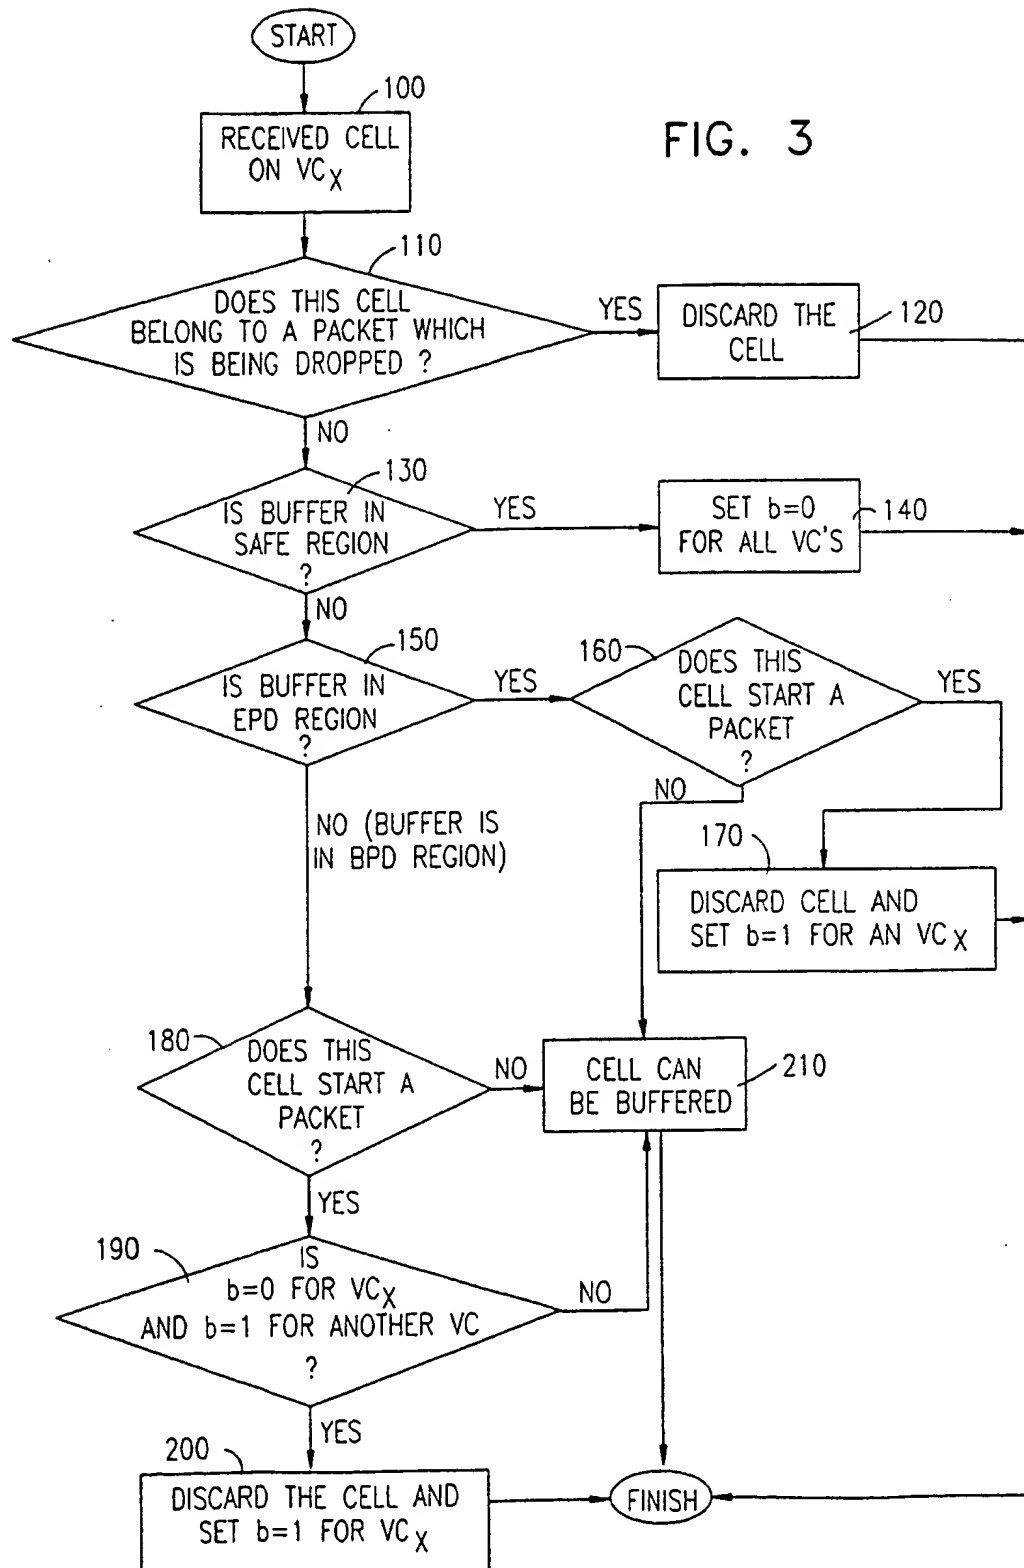 START
100
RECEIVED CELL
ON VCX
FIG. 3
110
DOES THIS CELL
BELONG TO A PACKET WHICH
IS BEING DROPPED ?
YES
DISCARD THE
CELL
120
NO
130
IS BUFFER IN
SAFE REGION
?
YES
SET b=0
FOR ALL VC'S
140
NO
150
IS BUFFER IN
EPD REGION
?
YES
160
DOES THIS
CELL START A
PACKET
?
YES
NO
NO (BUFFER IS
IN BPD REGION)
170
DISCARD CELL AND
SET b=1 FOR AN VCX
180
DOES THIS
CELL START A
PACKET
?
NO
CELL CAN
BE BUFFERED
210
YES
190
IS
b=0 FOR VCX
AND b=1 FOR ANOTHER VC
?
NO
YES
200
DISCARD THE CELL AND
SET b=1 FOR VCX
FINISH